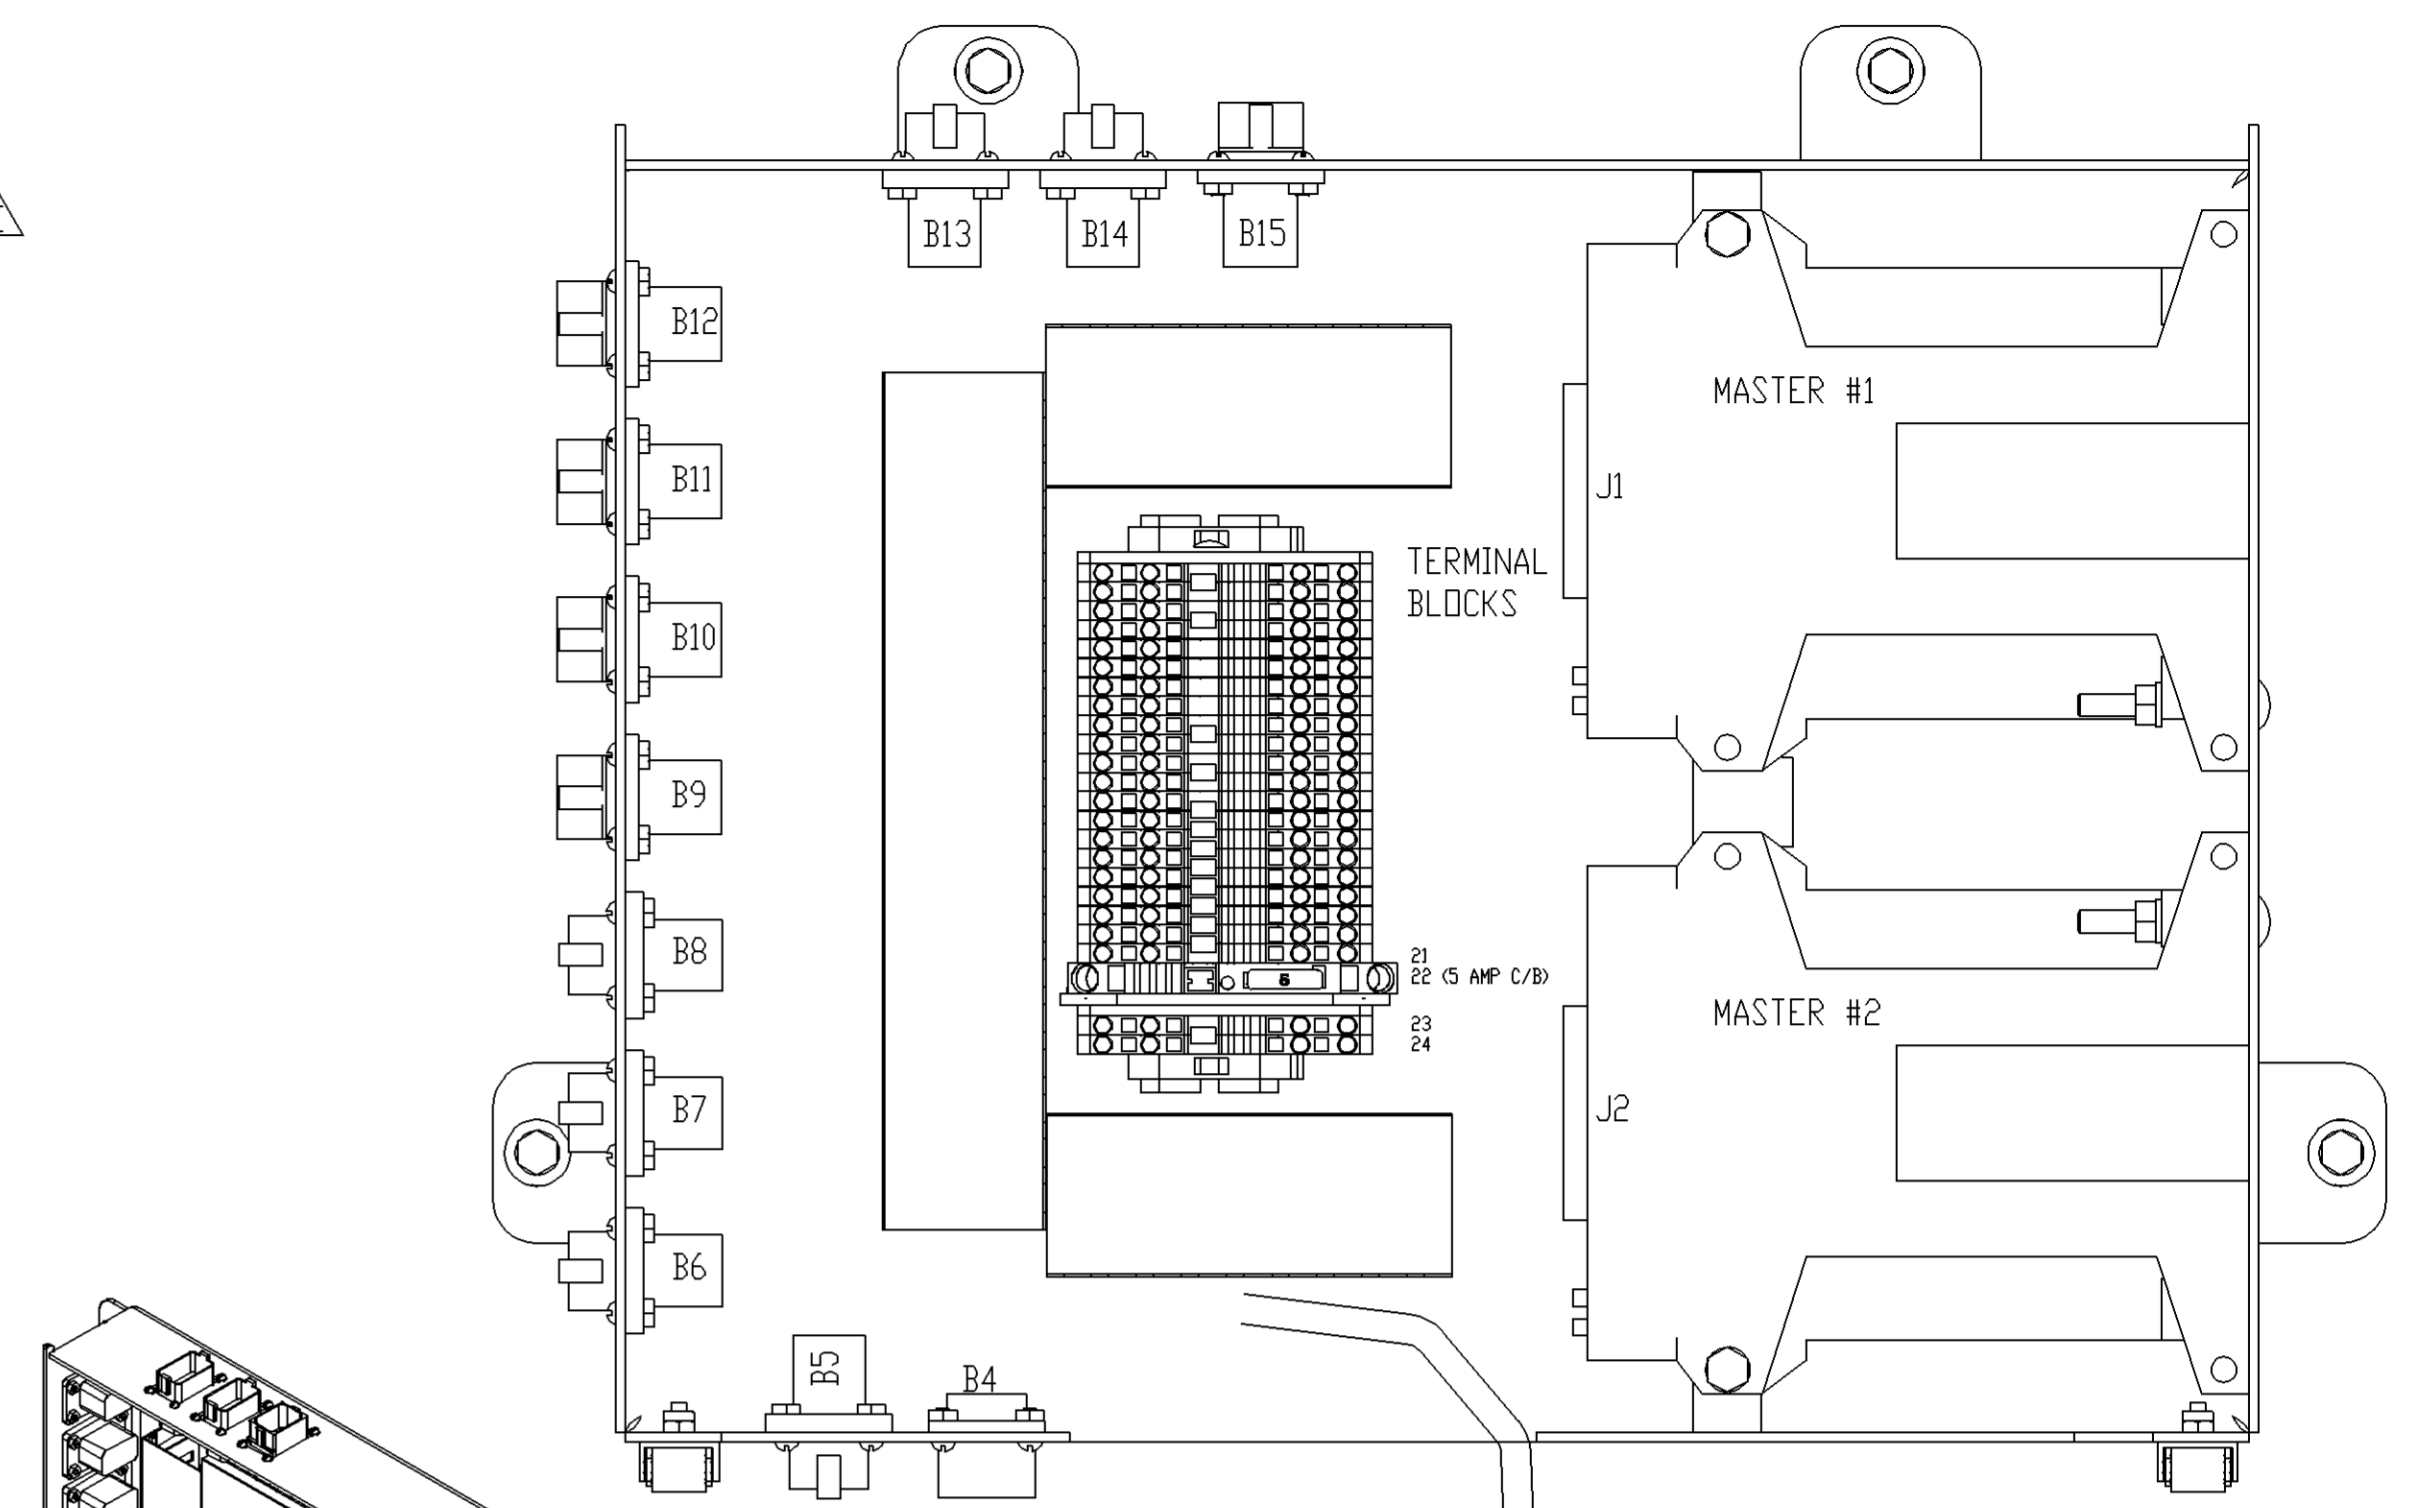 B13
B14
B15
B12
MASTER #1
B11
J1
TERMINAL
BLOCKS
B10
B9
B8
21
22 (5 AMP C/B)
5
MASTER #2
23
24
B7
J2
B6
B5
B4